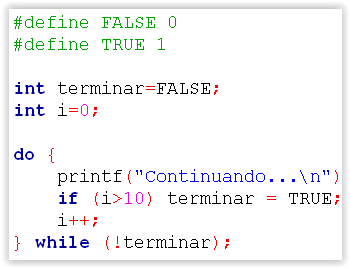 #define FALSE 0
#define TRUE 1
int terminar=FALSE;
int i=0;
do {
printf("Continuando...\n")
if (i>10) terminar = TRUE;
i++;
} while (!terminar);